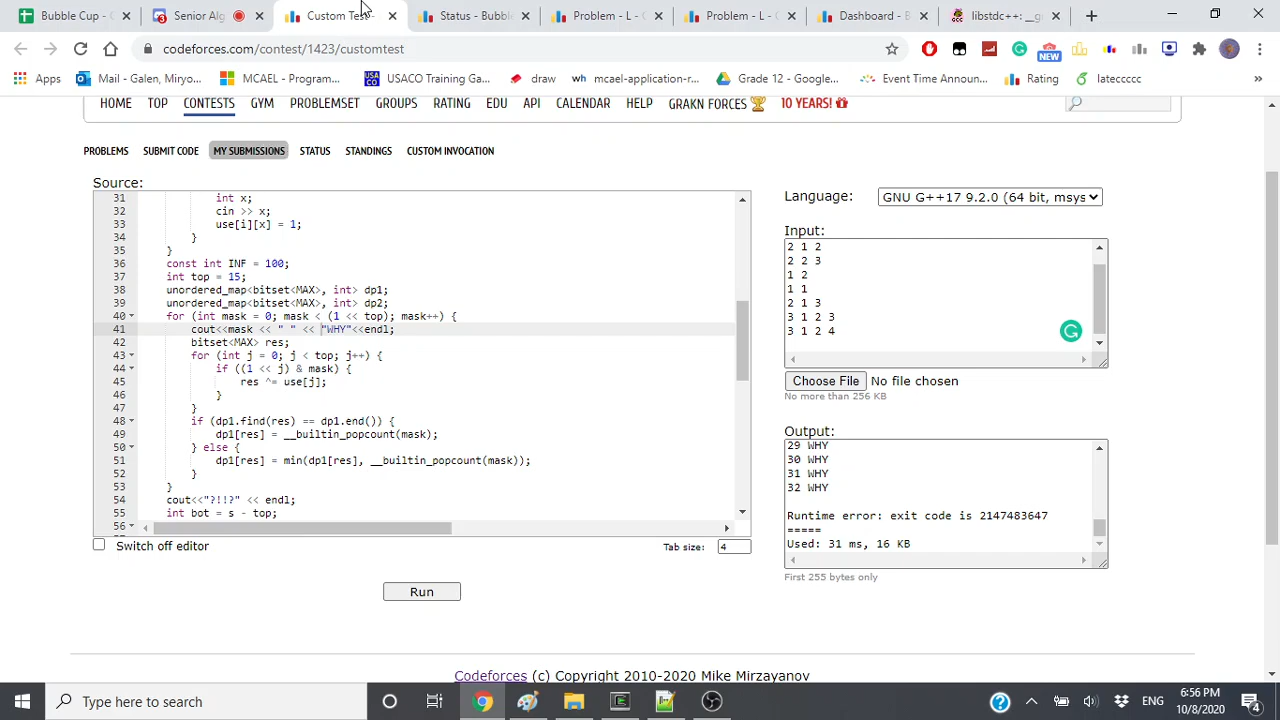 Bubble Cup - 
Senior Alg
Custom Test -
Status - Bubble
Problem - L - 
Problem - L - 
Dashboard - B
libstdc++: __g
codeforces.com/contest/1423/customtest
NEW
Apps
Mail - Galen, Miryo...
MCAEL - Program...
USACO Training Ga...
draw
wh mcael-application-r...
Grade 12 - Google...
Event Time Announ...
Rating
lateccccc
»
HOME TOP CONTESTS GYM PROBLEMSET GROUPS RATING EDU API CALENDAR HELP GRAKN FORCES 10 YEARS!
PROBLEMS SUBMIT CODE MY SUBMISSIONS STATUS STANDINGS CUSTOM INVOCATION
Source:
31 int x;
32 cin >> x;
33 use[i][x] = 1;
34 }
35 }
36 const int INF = 100;
37 int top = 15;
38 unordered_map<bitset<MAX>, int> dp1;
39 unordered_map<bitset<MAX>, int> dp2;
40 for (int mask = 0; mask < (1 << top); mask++) {
41 cout<<mask << " " << "WHY"<<endl;
42 bitset<MAX> res;
43 for (int j = 0; j < top; j++) {
44 if ((1 << j) & mask) {
45 res ^= use[j];
46 }
47 }
48 if (dp1.find(res) == dp1.end()) {
49 dp1[res] = __builtin_popcount(mask);
50 } else {
51 dp1[res] = min(dp1[res], __builtin_popcount(mask));
52 }
53 }
54 cout<<"?!!?" << endl;
55 int bot = s - top;
56
Switch off editor
Tab size: 4
Run
Language: GNU G++17 9.2.0 (64 bit, msys
Input:
2 1 2
2 2 3
1 2
1 1
2 1 3
3 1 2 3
3 1 2 4
Choose File No file chosen
No more than 256 KB
Output:
29 WHY
30 WHY
31 WHY
32 WHY
Runtime error: exit code is 2147483647
=====
Used: 31 ms, 16 KB
First 255 bytes only
Codeforces (c) Copyright 2010-2020 Mike Mirzayanov
Type here to search
ENG
6:56 PM
10/8/2020
4